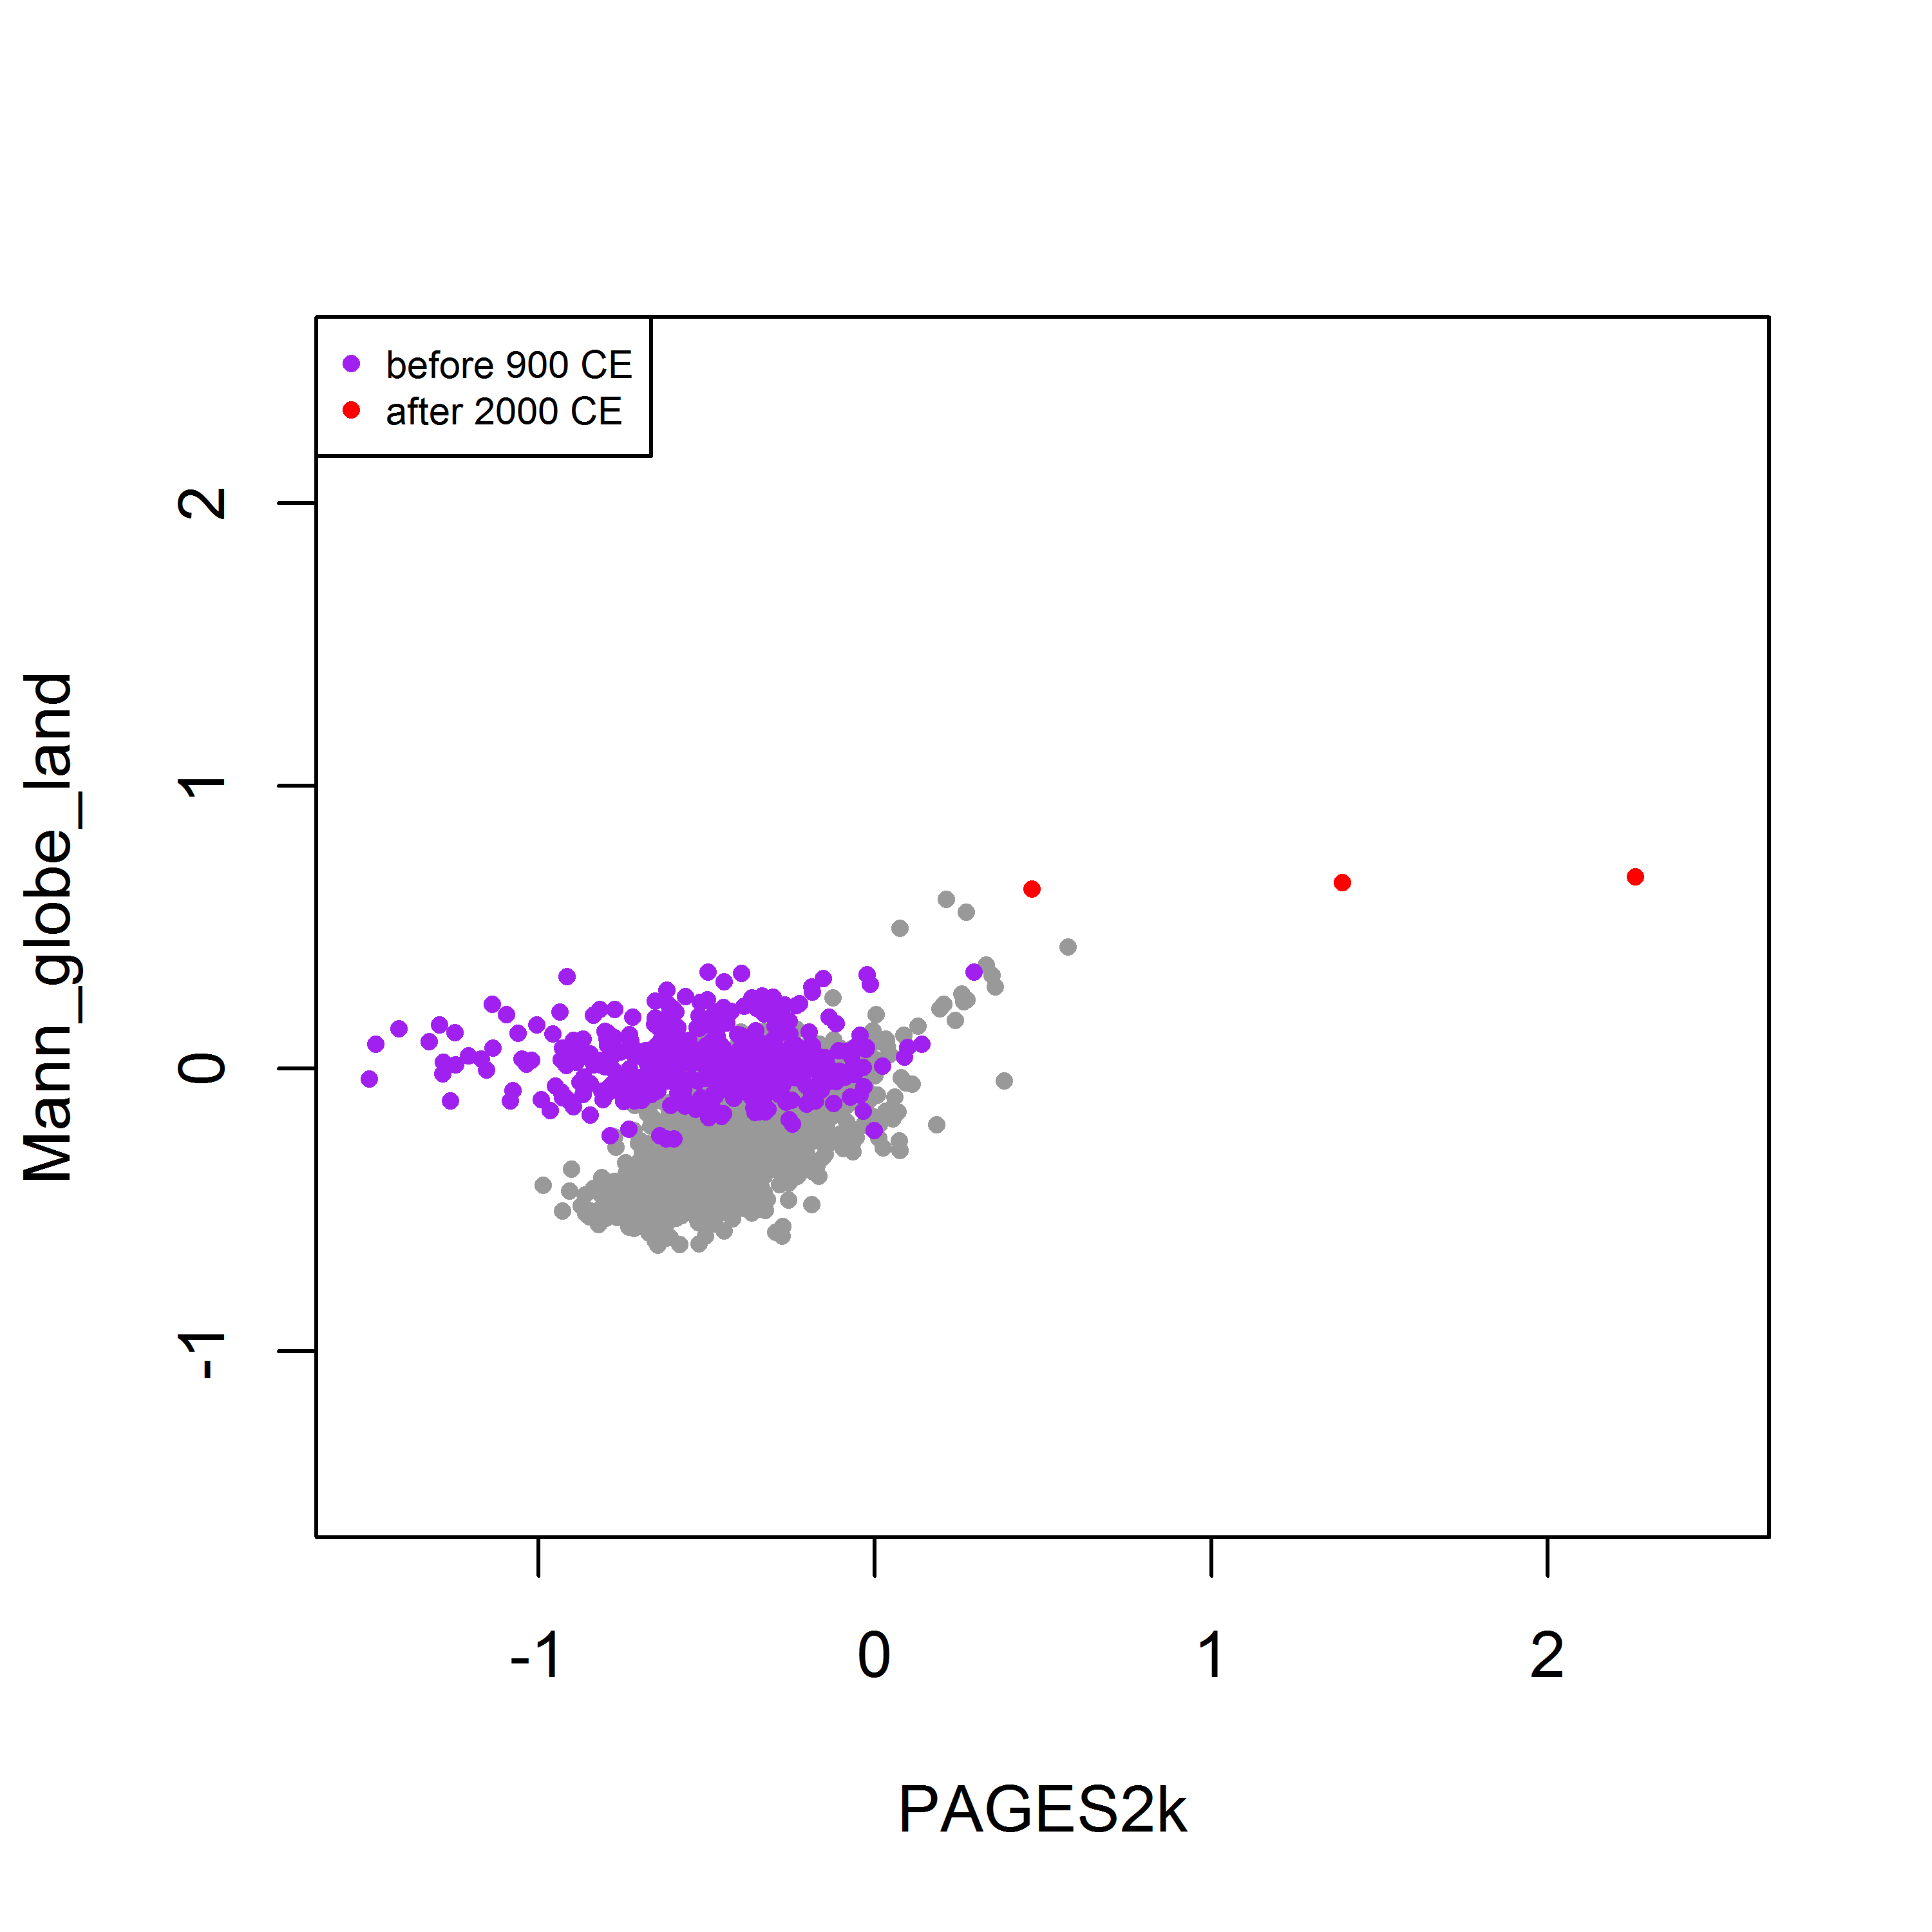 before 900 CE
after 2000 CE
2
1
0
-1
Mann_globe_land
-1
0
1
2
PAGES2k